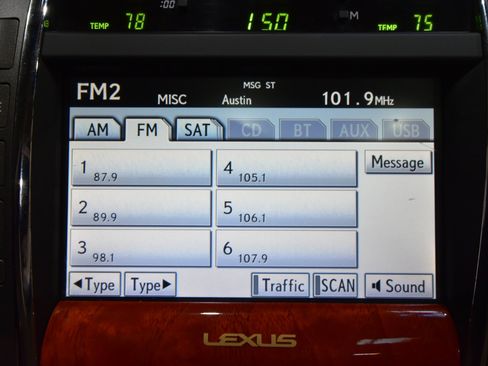 :00 M
TEMP 78 150 TEMP 75
FM2 MSG ST
MISC Austin 101.9MHz
AM FM SAT CD BT AUX USB
1 87.9 4 105.1 Message
2 89.9 5 106.1
3 98.1 6 107.9
◀Type Type▶ Traffic SCAN Sound
LEXUS